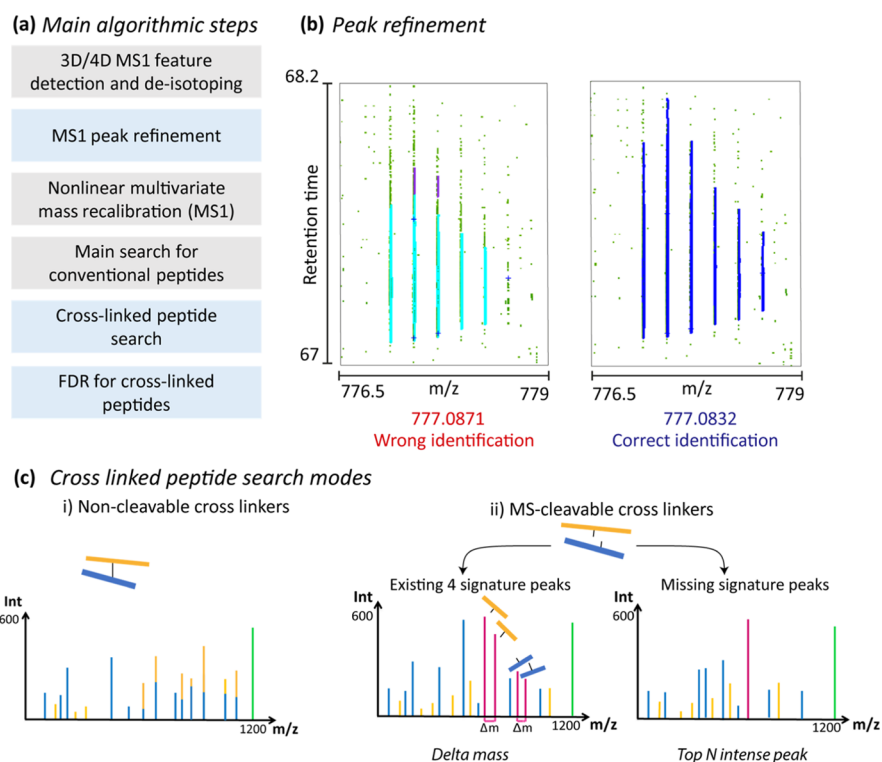 (a) Main algorithmic steps
3D/4D MS1 feature
detection and de-isotoping
MS1 peak refinement
Nonlinear multivariate
mass recalibration (MS1)
Main search for
conventional peptides
Cross-linked peptide
search
FDR for cross-linked
peptides
(b) Peak refinement
68.2
Retention time
67
776.5 m/z 779
777.0871
Wrong identification
776.5 m/z 779
777.0832
Correct identification
(c) Cross linked peptide search modes
i) Non-cleavable cross linkers
Int
600
1200 m/z
ii) MS-cleavable cross linkers
Existing 4 signature peaks
Int
600
Δm Δm 1200 m/z
Delta mass
Missing signature peaks
Int
600
1200 m/z
Top N intense peak